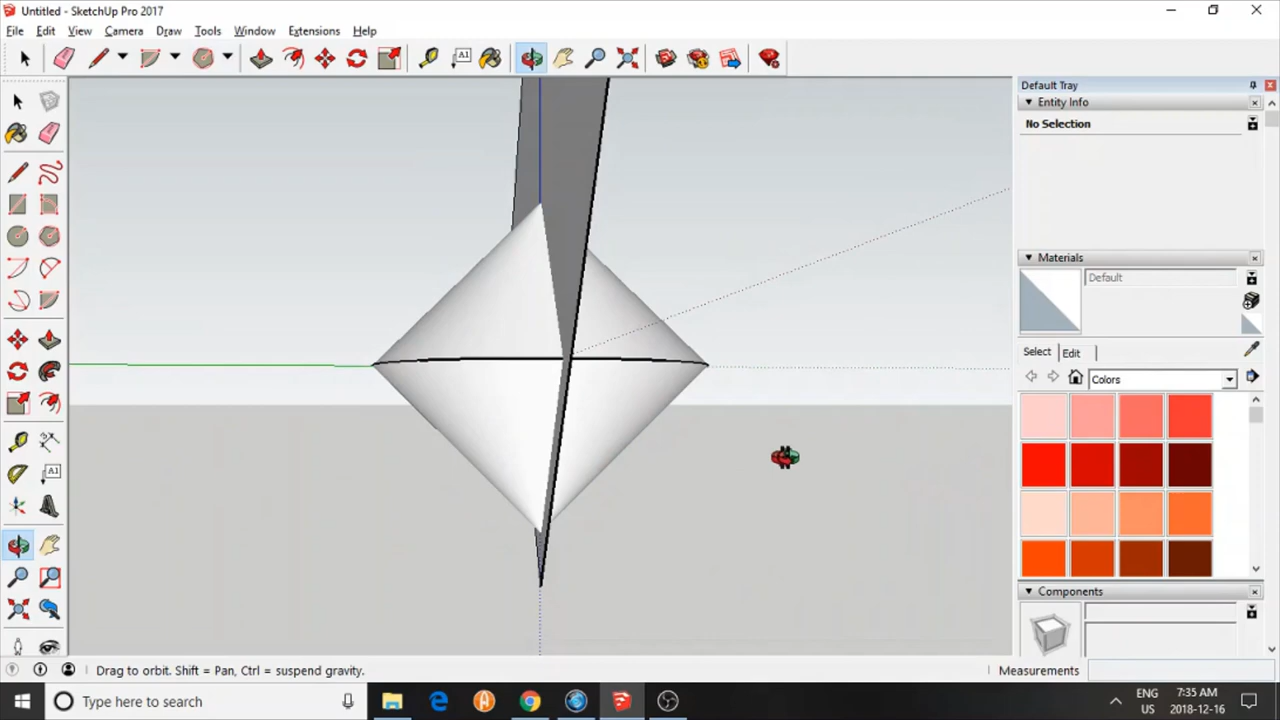 Untitled - SketchUp Pro 2017
File Edit View Camera Draw Tools Window Extensions Help
A1
Default Tray
Entity Info
No Selection
Materials
Default
Select Edit
Colors
A1
Components
Drag to orbit. Shift = Pan, Ctrl = suspend gravity.
Measurements
Type here to search
ENG
US
7:35 AM
2018-12-16